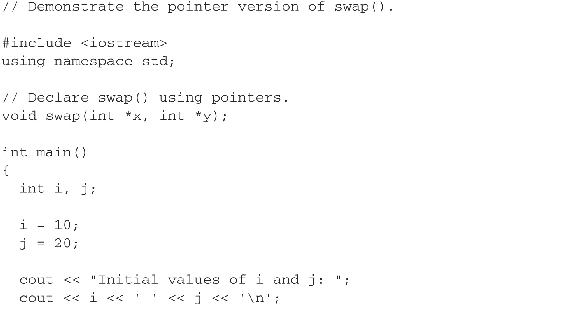 // Demonstrate the pointer version of swap().
#include <iostream>
using namespace std;
// Declare swap() using pointers.
void swap(int *x, int *y);
int main()
{
int i, j;
i = 10;
j = 20;
cout << "Initial values of i and j: ";
cout << i << ' ' << j << '\n';